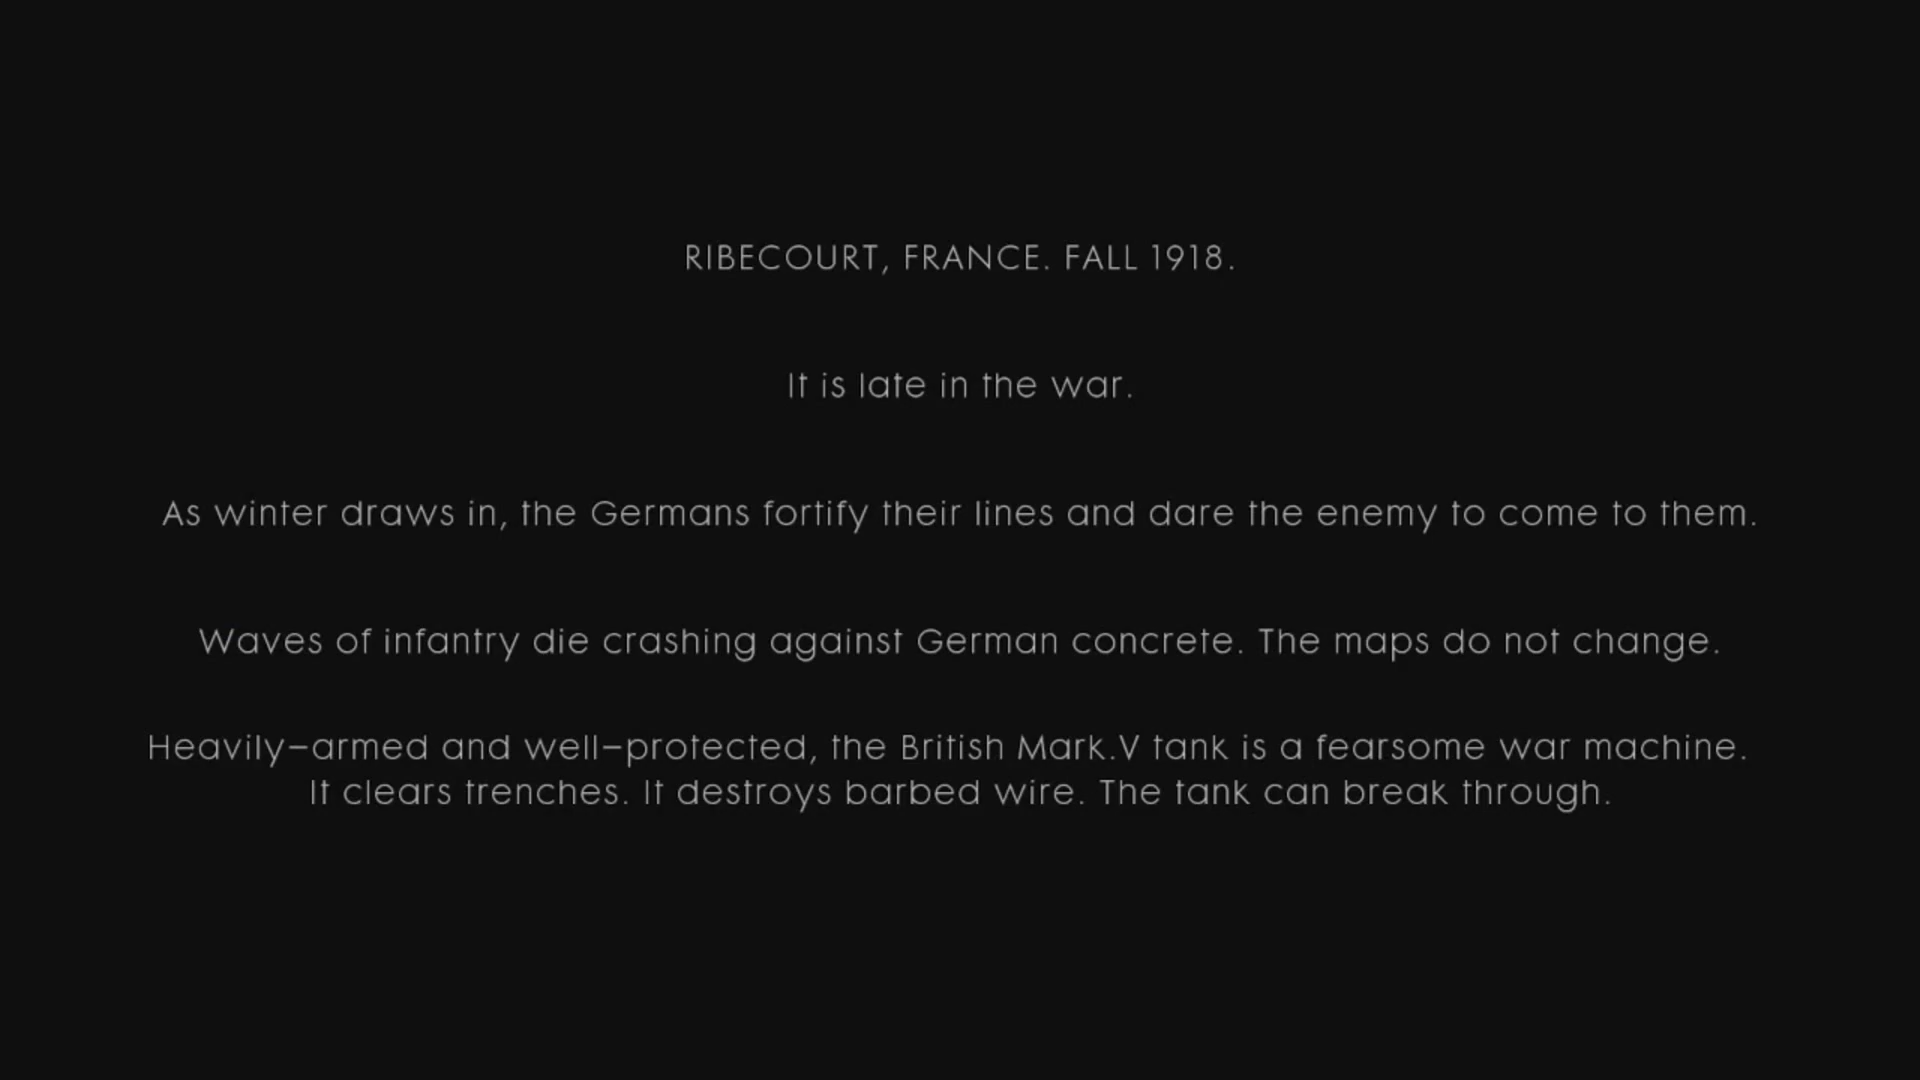 RIBECOURT, FRANCE. FALL 1918.
It is late in the war.
As winter draws in, the Germans fortify their lines and dare the enemy to come to them.
Waves of infantry die crashing against German concrete. The maps do not change.
Heavily-armed and well-protected, the British Mark.V tank is a fearsome war machine.
It clears trenches. It destroys barbed wire. The tank can break through.